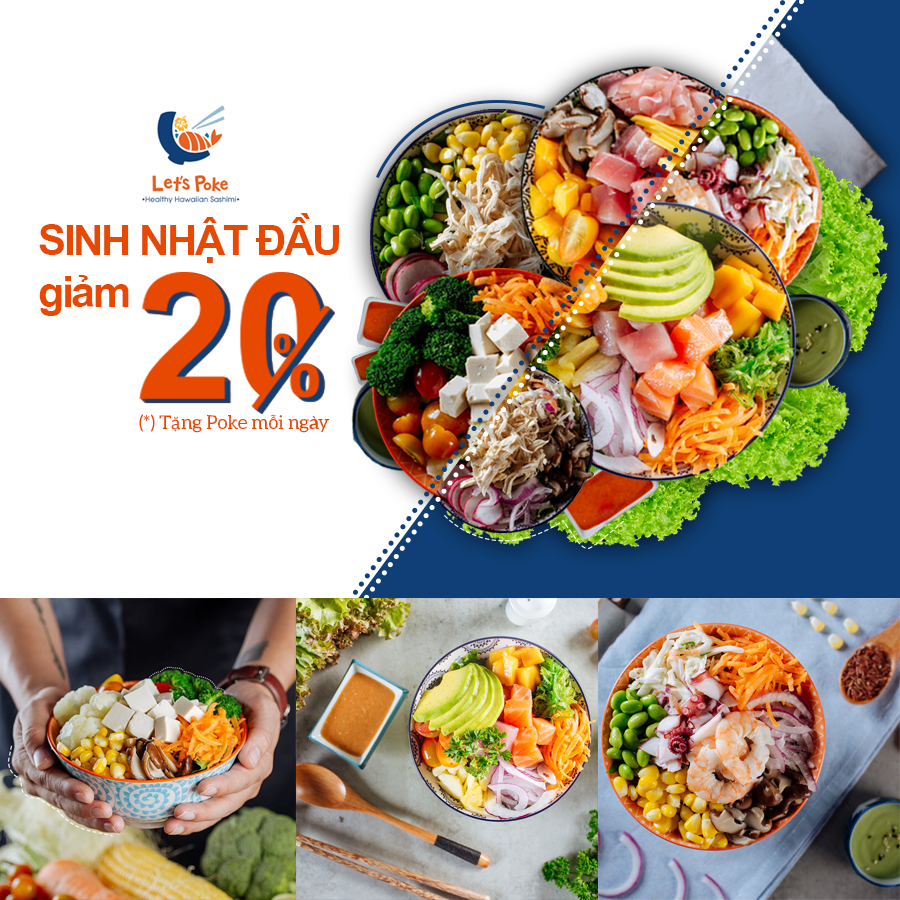 Let's Poke
•Healthy Hawaiian Sashimi•
SINH NHẬT ĐẦU
giảm 20%
(*) Tặng Poke mỗi ngày